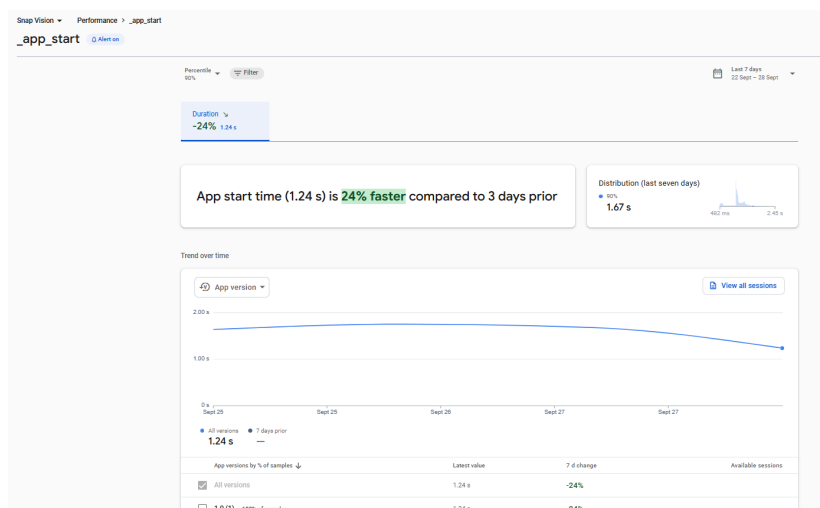 Snap Vision Performance > _app_start
_app_start Alert on
Percentile
90%
Filter
Last 7 days
22 Sept – 28 Sept
Duration
-24% 1.24 s
App start time (1.24 s) is 24% faster compared to 3 days prior
Distribution (last seven days)
90%
1.67 s
492 ms 2.45 s
Trend over time
App version
View all sessions
2.00 s
1.00 s
0 s
Sept 25 Sept 25 Sept 26 Sept 27 Sept 27
All versions 7 days prior
1.24 s —
App versions by % of samples Latest value 7 d change Available sessions
All versions 1.24 s -24%